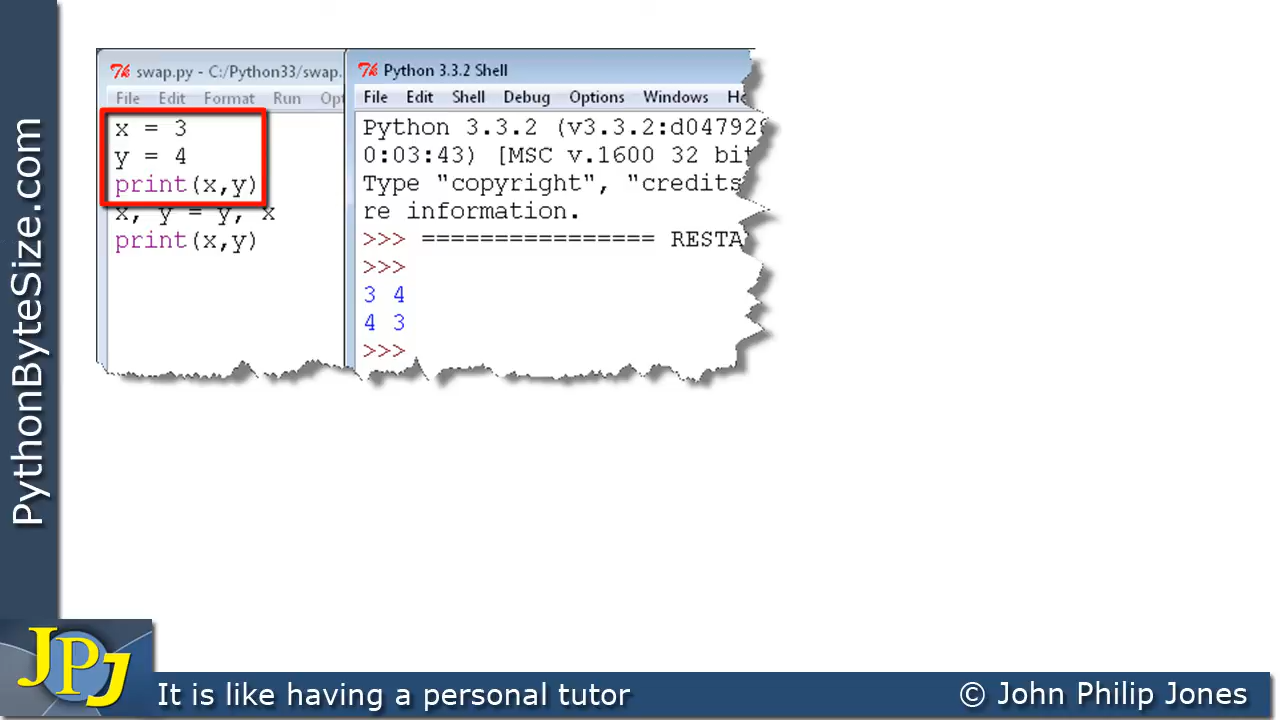 PythonByteSize.com
swap.py - C:/Python33/swap.
File Edit Format Run Opt
x = 3
y = 4
print(x,y)
x, y = y, x
print(x,y)
Python 3.3.2 Shell
File Edit Shell Debug Options Windows He
Python 3.3.2 (v3.3.2:d04792
0:03:43) [MSC v.1600 32 bit
Type "copyright", "credits
re information.
>>> ================ RESTA
>>>
3 4
4 3
>>>
JPJ
It is like having a personal tutor
© John Philip Jones